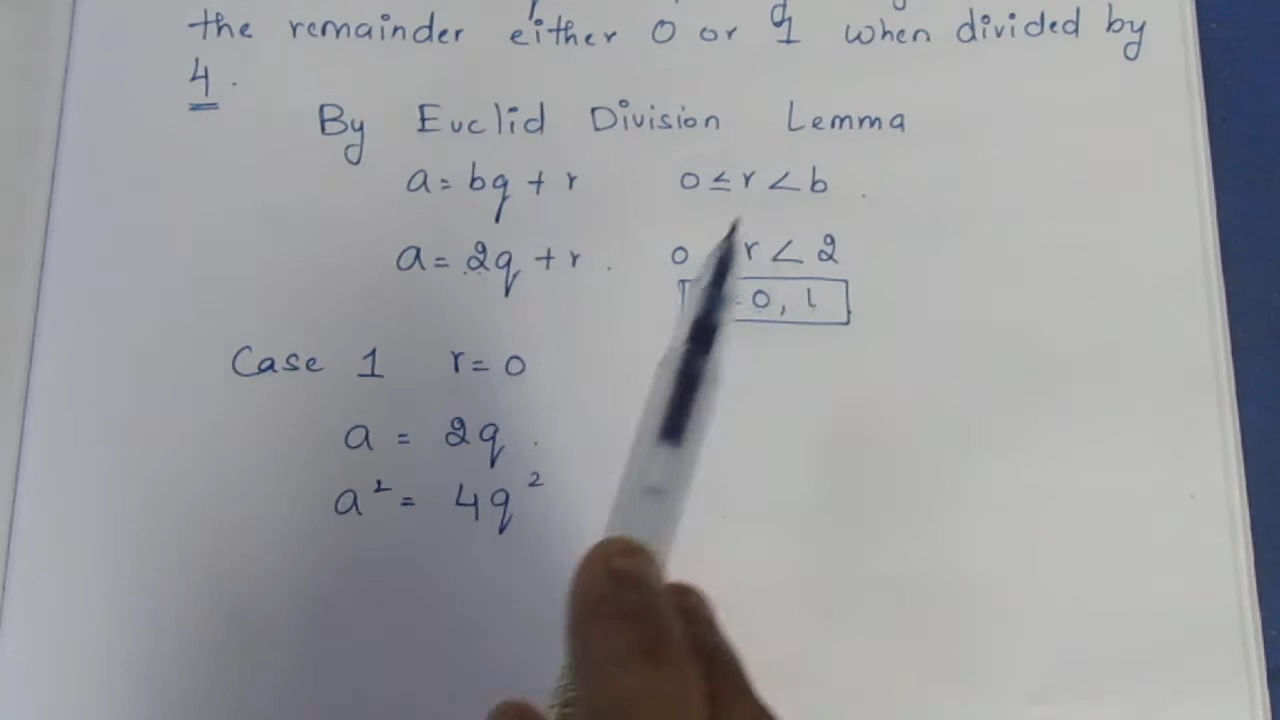 the remainder either 0 or 1 when divided by
4.
By Euclid Division Lemma
a = bq + r 0 ≤ r < b.
a = 2q + r. 0 r < 2
0, 1
Case 1 r = 0
a = 2q.
a² = 4q²